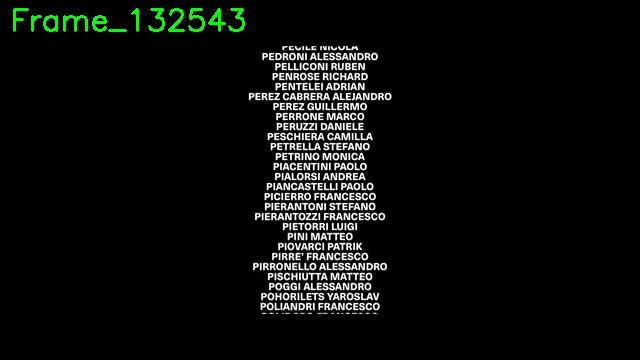 Frame_132543
PECILE NICOLA
PEDRONI ALESSANDRO
PELLICONI RUBEN
PENROSE RICHARD
PENTELEI ADRIAN
PEREZ CABRERA ALEJANDRO
PEREZ GUILLERMO
PERRONE MARCO
PERUZZI DANIELE
PESCHIERA CAMILLA
PETRELLA STEFANO
PETRINO MONICA
PIACENTINI PAOLO
PIALORSI ANDREA
PIANCASTELLI PAOLO
PICIERRO FRANCESCO
PIERANTONI STEFANO
PIERANTOZZI FRANCESCO
PIETORRI LUIGI
PINI MATTEO
PIOVARCI PATRIK
PIRRE' FRANCESCO
PIRRONELLO ALESSANDRO
PISCHIUTTA MATTEO
POGGI ALESSANDRO
POHORILETS YAROSLAV
POLIANDRI FRANCESCO